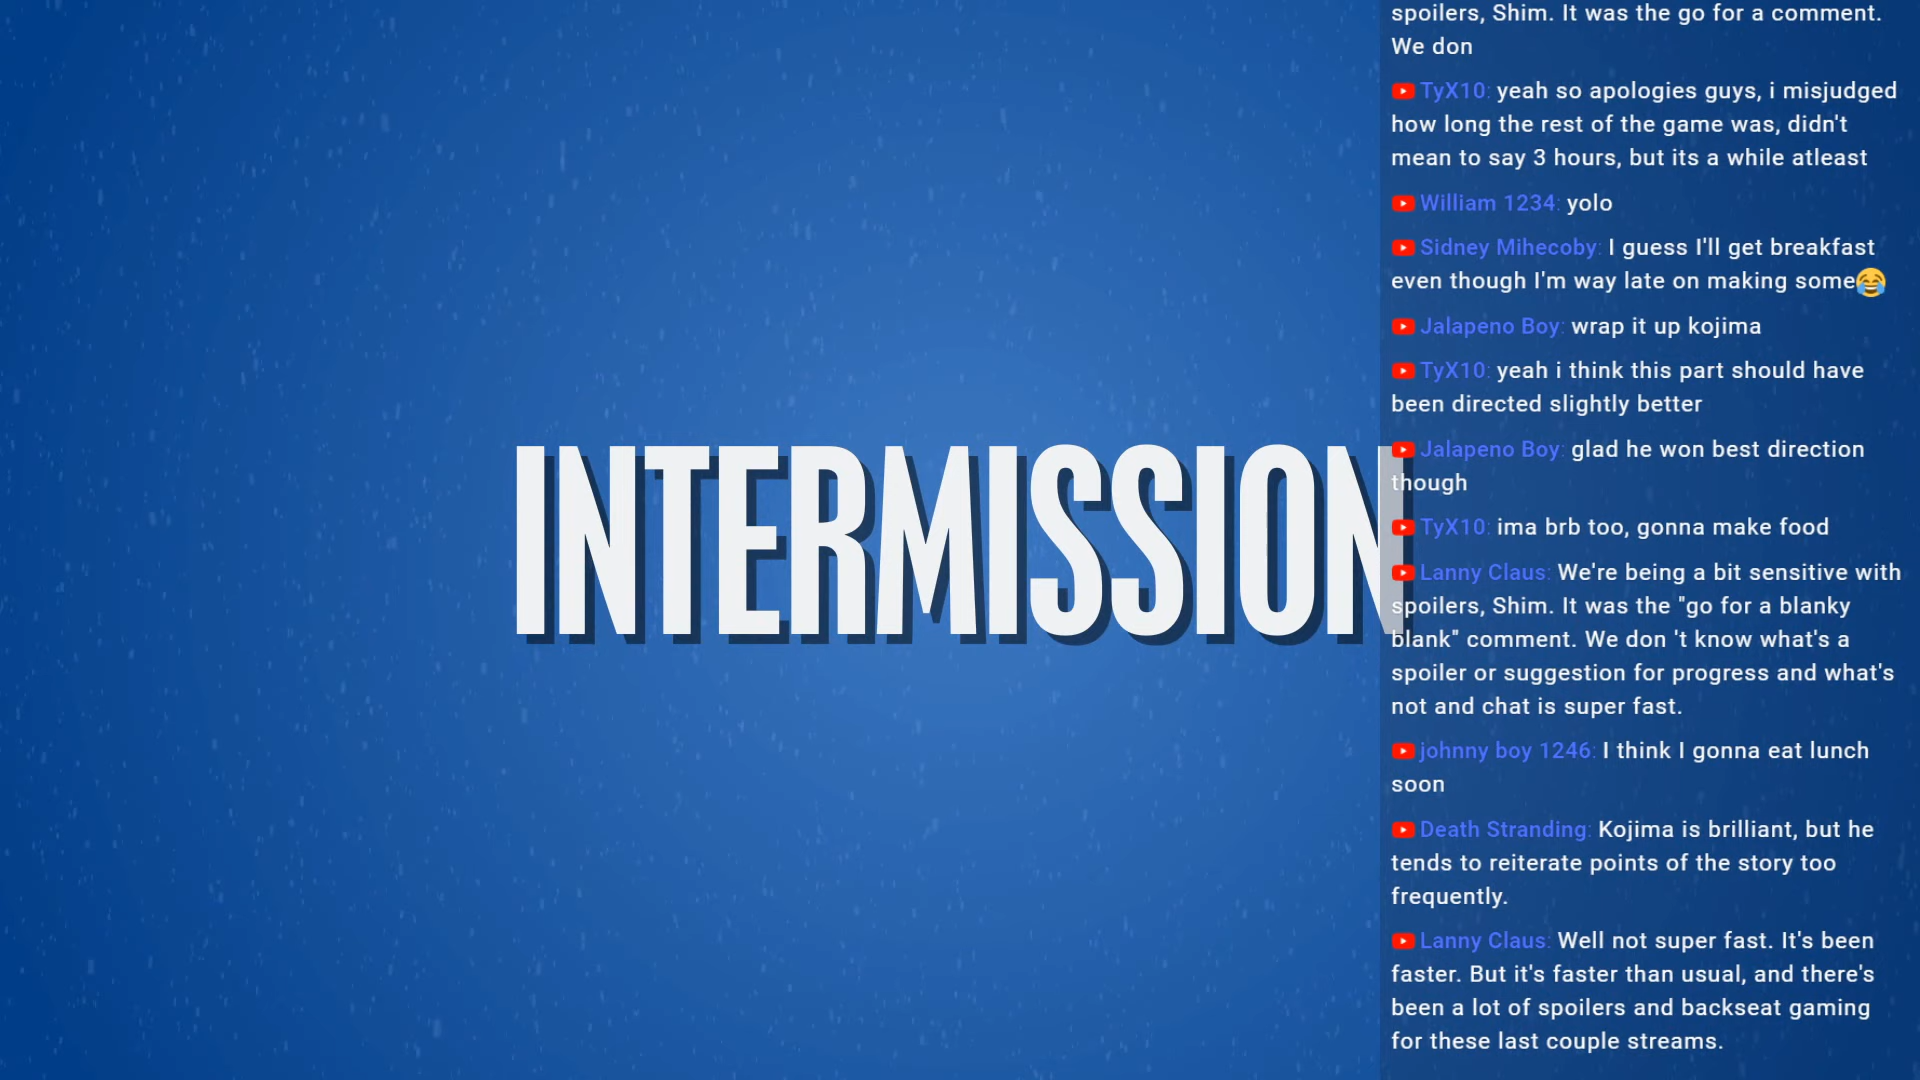 INTERMISSION
spoilers, Shim. It was the go for a comment.
We don
TyX10: yeah so apologies guys, i misjudged
how long the rest of the game was, didn't
mean to say 3 hours, but its a while atleast
William 1234: yolo
Sidney Mihecoby: I guess I'll get breakfast
even though I'm way late on making some😂
Jalapeno Boy: wrap it up kojima
TyX10: yeah i think this part should have
been directed slightly better
Jalapeno Boy: glad he won best direction
though
TyX10: ima brb too, gonna make food
Lanny Claus: We're being a bit sensitive with
spoilers, Shim. It was the "go for a blanky
blank" comment. We don 't know what's a
spoiler or suggestion for progress and what's
not and chat is super fast.
johnny boy 1246: I think I gonna eat lunch
soon
Death Stranding: Kojima is brilliant, but he
tends to reiterate points of the story too
frequently.
Lanny Claus: Well not super fast. It's been
faster. But it's faster than usual, and there's
been a lot of spoilers and backseat gaming
for these last couple streams.